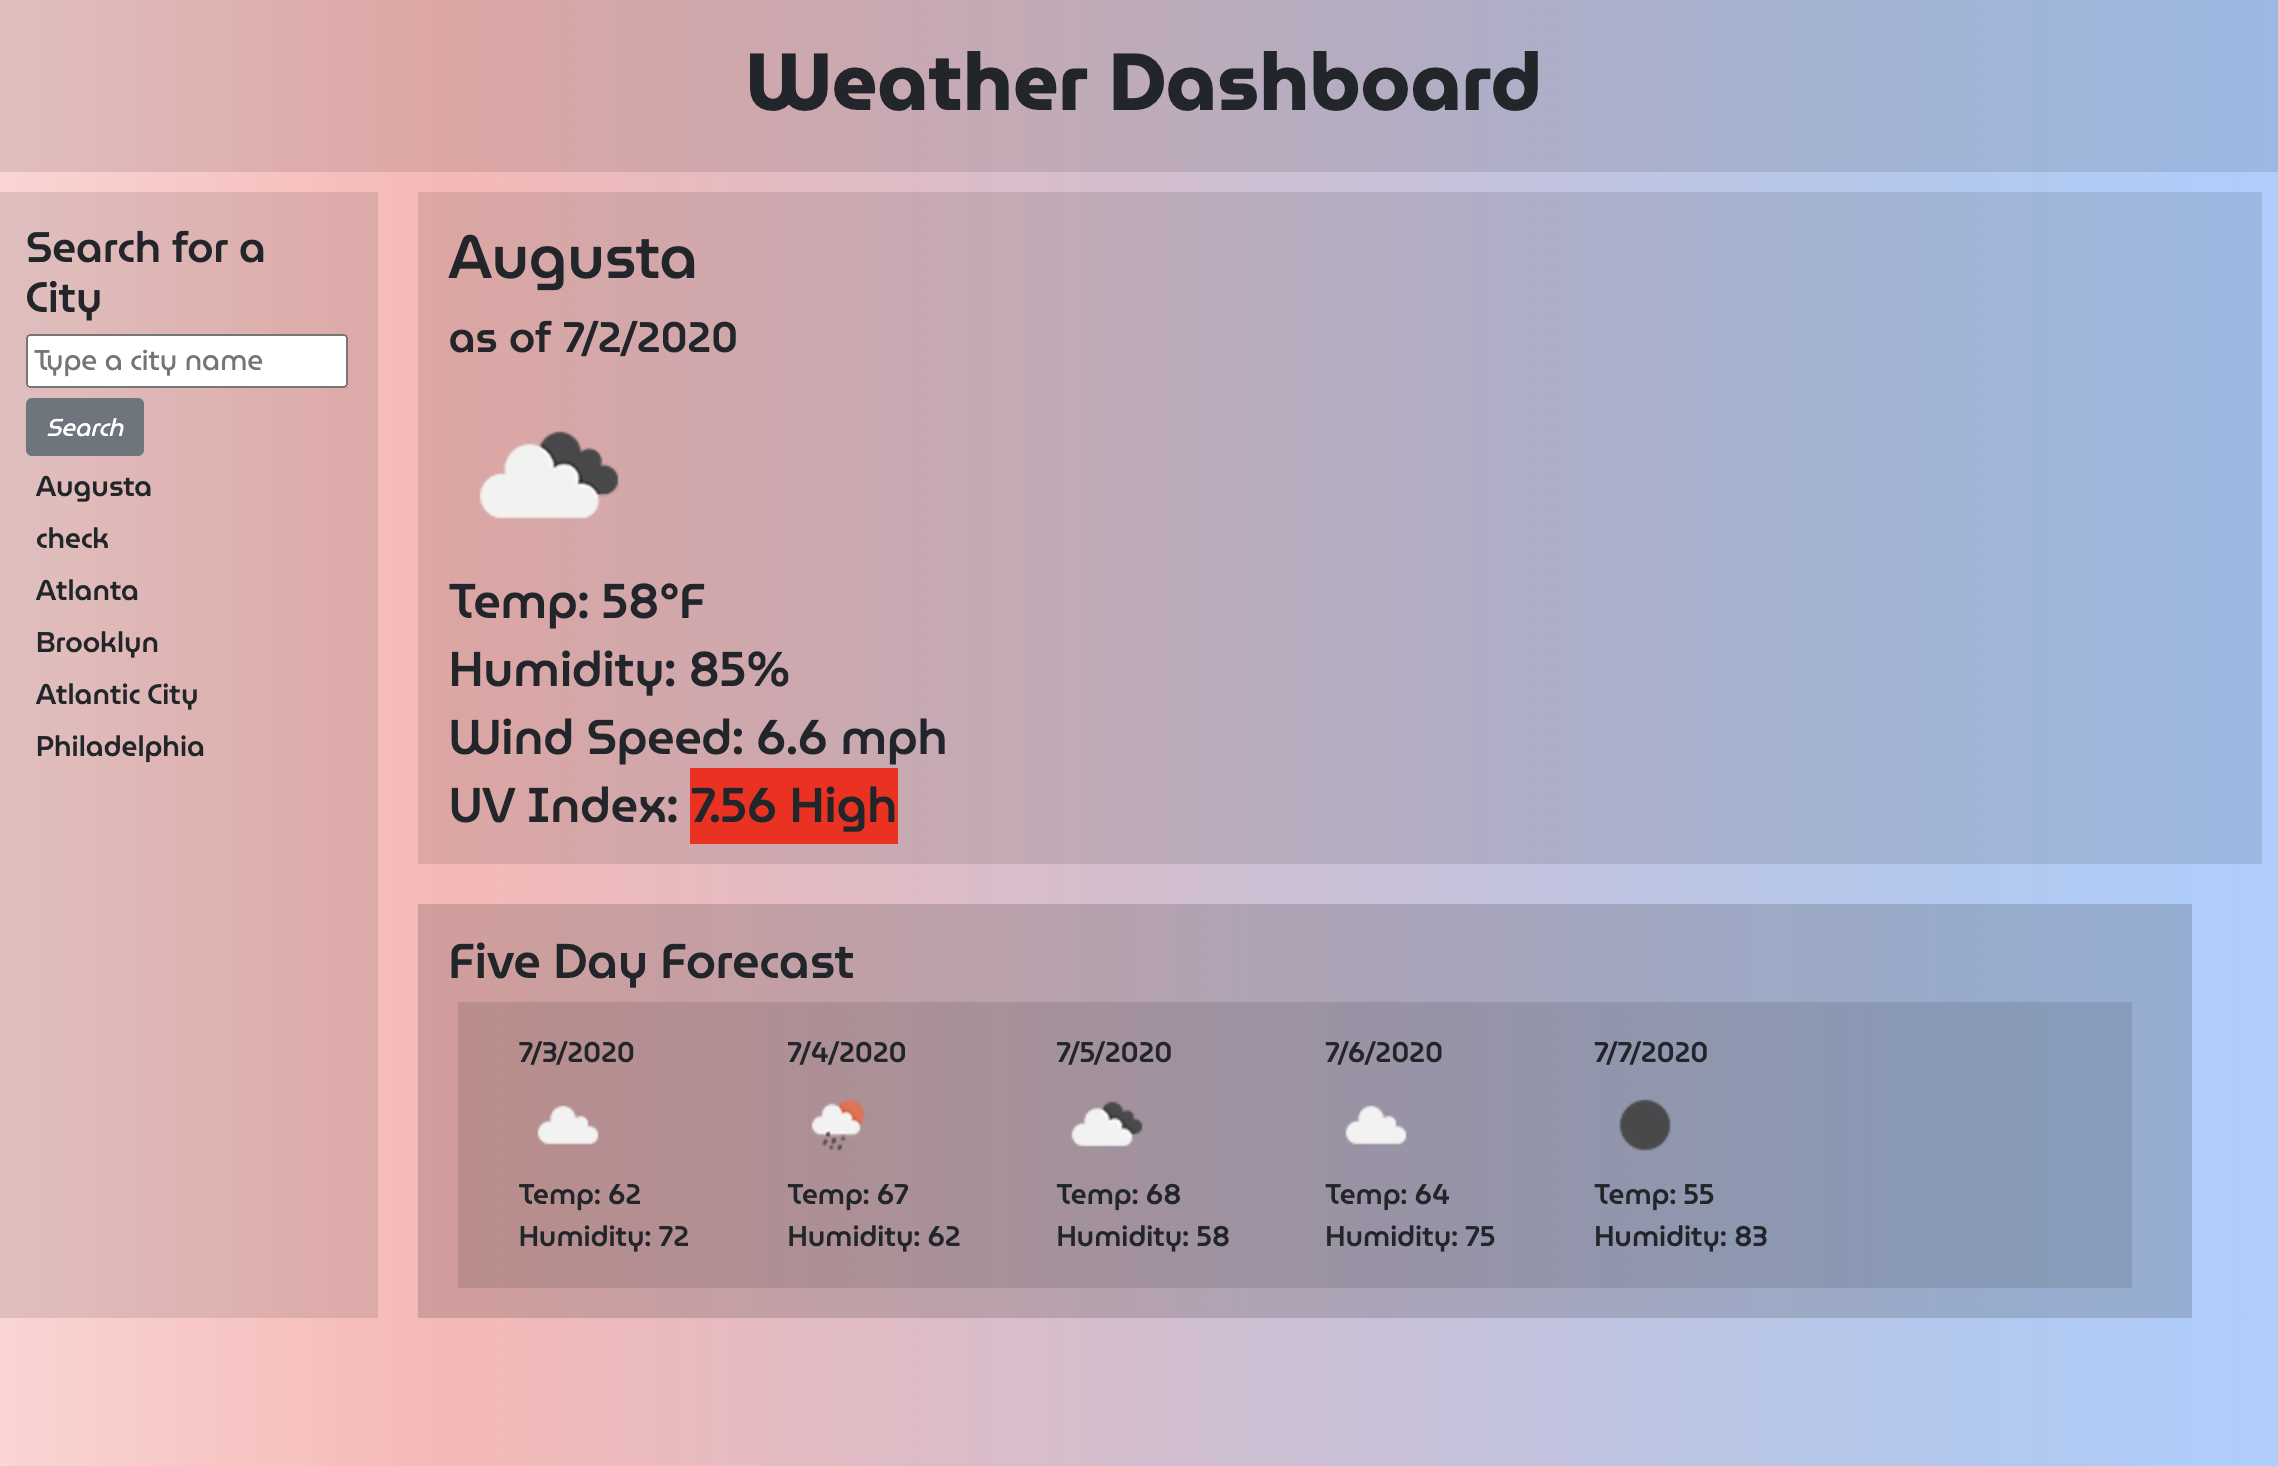 Weather Dashboard
Search for a
City
Type a city name
Search
Augusta
check
Atlanta
Brooklyn
Atlantic City
Philadelphia
Augusta
as of 7/2/2020
Temp: 58°F
Humidity: 85%
Wind Speed: 6.6 mph
UV Index: 7.56 High
Five Day Forecast
7/3/2020
Temp: 62
Humidity: 72
7/4/2020
Temp: 67
Humidity: 62
7/5/2020
Temp: 68
Humidity: 58
7/6/2020
Temp: 64
Humidity: 75
7/7/2020
Temp: 55
Humidity: 83